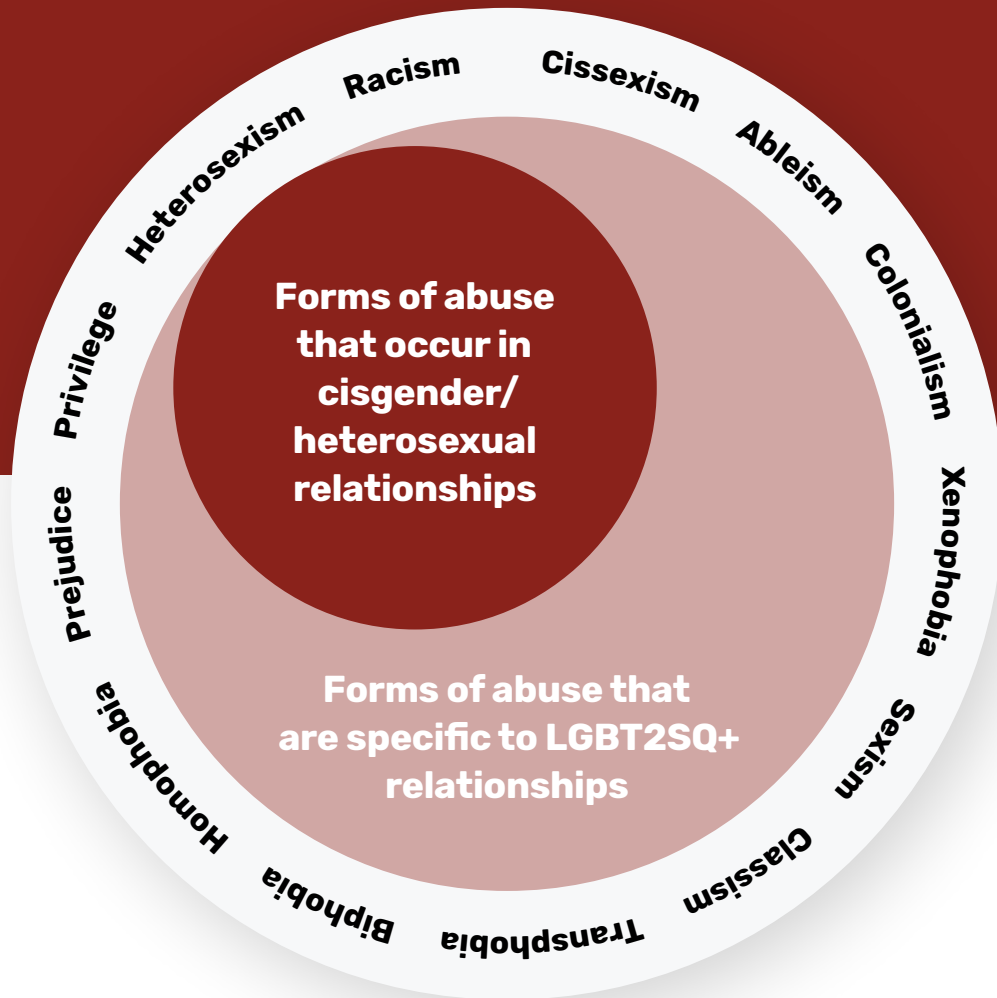 Racism
Cissexism
Ableism
Colonialism
Xenophobia
Sexism
Classism
Transphobia
Biphobia
Homophobia
Prejudice
Privilege
Heterosexism
Forms of abuse
that occur in
cisgender/
heterosexual
relationships
Forms of abuse that
are specific to LGBT2SQ+
relationships